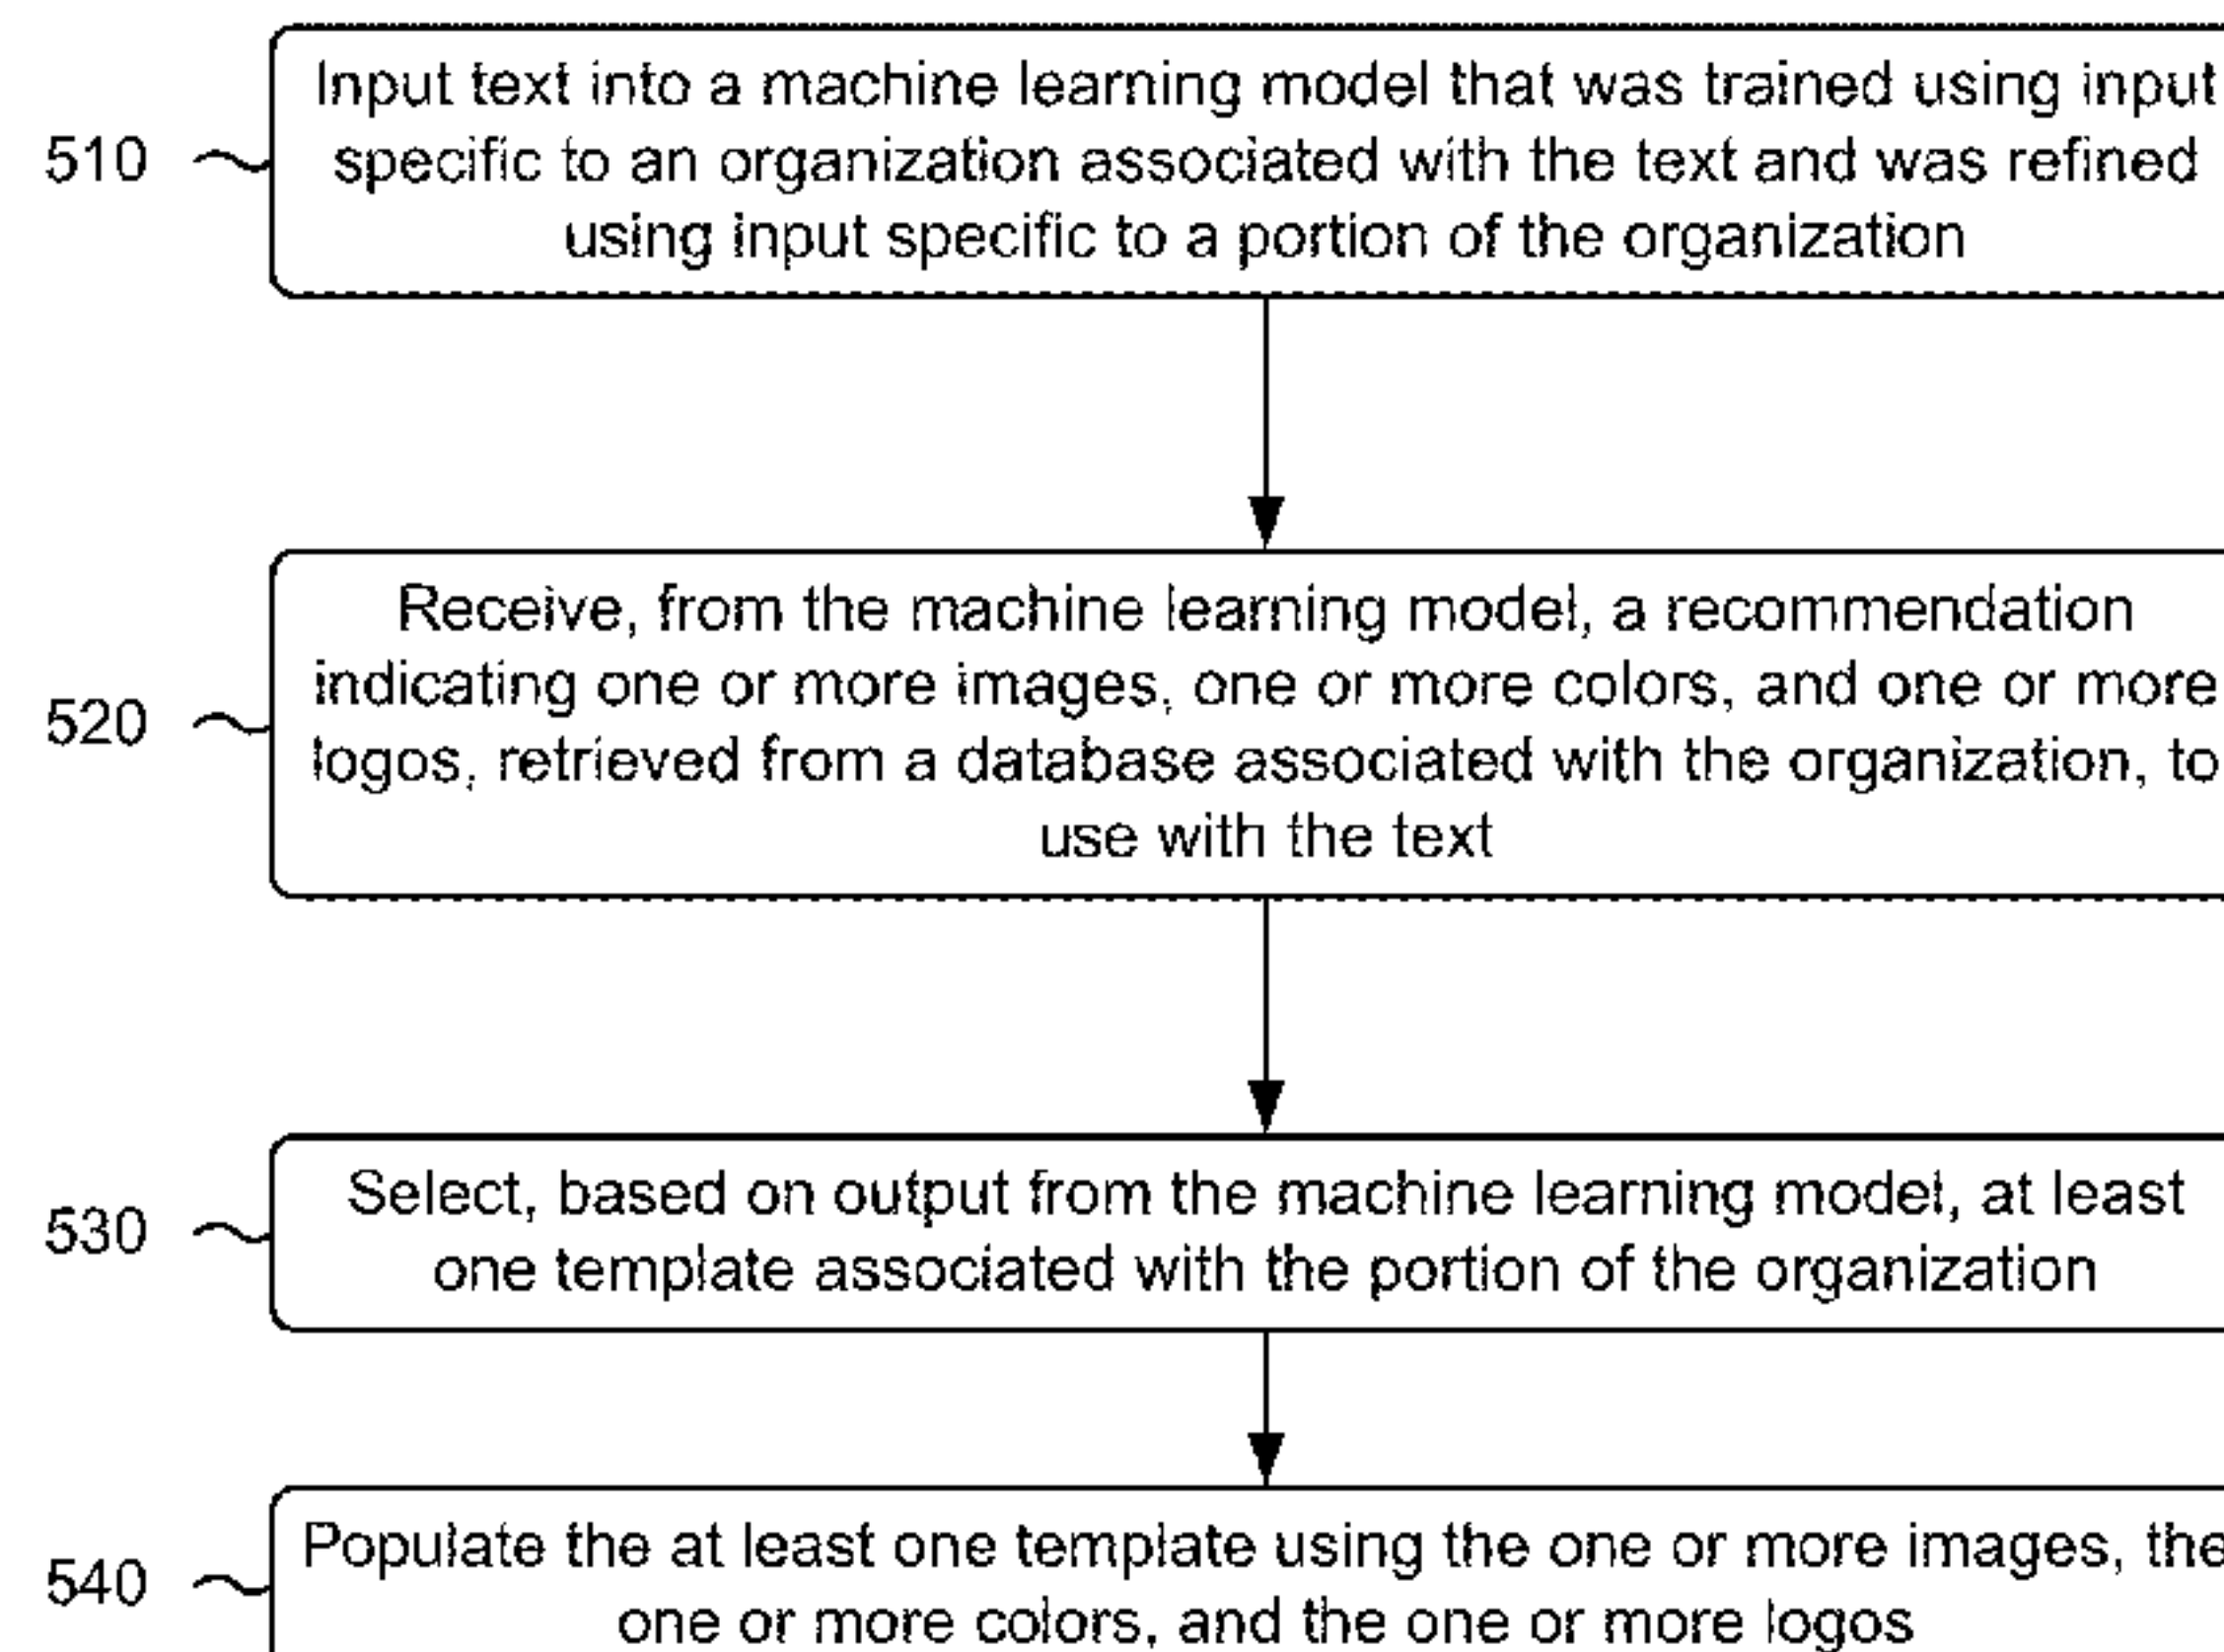 Input text into a machine learning model that was trained using input
510
specific to an organization associated with the text and was refined
using input specific to a portion of the organization
Receive, from the machine learning model, a recommendation
indicating one or more images, one or more colors, and one or more
520
logos, retrieved from a database associated with the organization, to
use with the text
Select, based on output from the machine learning model, at least
530
one template associated with the portion of the organization
Populate the at least one template using the one or more images, the
540
one or more colors, and the one or more logos